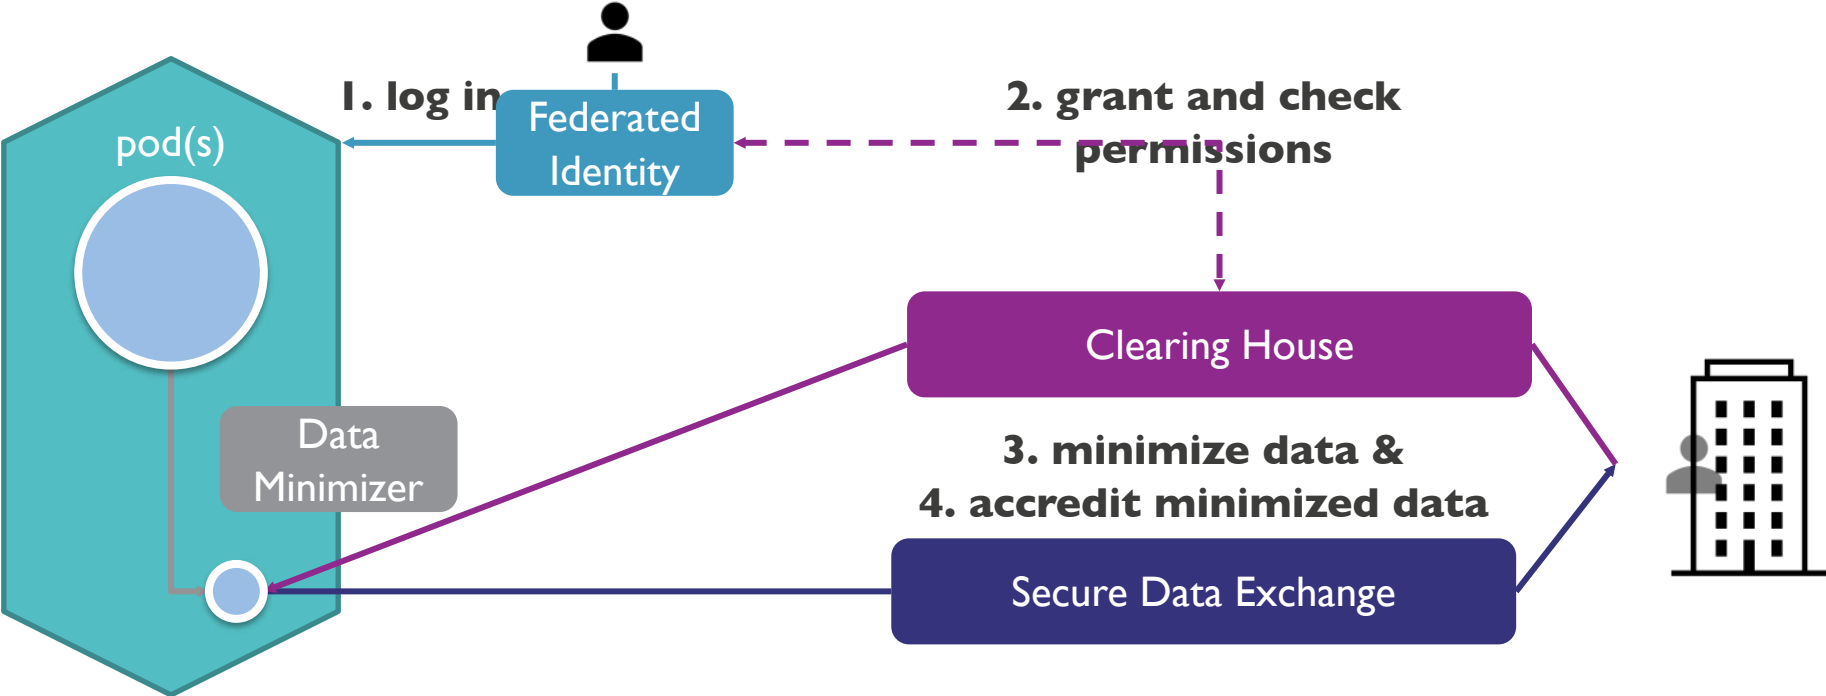 1. log in
Federated
Identity
2. grant and check
permissions
pod(s)
Clearing House
Data
Minimizer
3. minimize data &
4. accredit minimized data
Secure Data Exchange